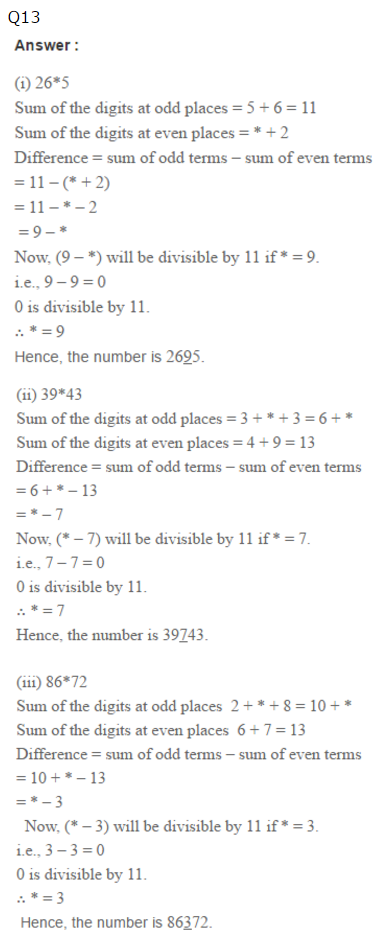 Q13
Answer :
(i) 26*5
Sum of the digits at odd places = 5 + 6 = 11
Sum of the digits at even places = * + 2
Difference = sum of odd terms – sum of even terms
= 11 – (* + 2)
= 11 – * – 2
= 9 – *
Now, (9 – *) will be divisible by 11 if * = 9.
i.e., 9 – 9 = 0
0 is divisible by 11.
∴ * = 9
Hence, the number is 2695.
(ii) 39*43
Sum of the digits at odd places = 3 + * + 3 = 6 + *
Sum of the digits at even places = 4 + 9 = 13
Difference = sum of odd terms – sum of even terms
= 6 + * – 13
= * – 7
Now, (* – 7) will be divisible by 11 if * = 7.
i.e., 7 – 7 = 0
0 is divisible by 11.
∴ * = 7
Hence, the number is 39743.
(iii) 86*72
Sum of the digits at odd places 2 + * + 8 = 10 + *
Sum of the digits at even places 6 + 7 = 13
Difference = sum of odd terms – sum of even terms
= 10 + * – 13
= * – 3
Now, (* – 3) will be divisible by 11 if * = 3.
i.e., 3 – 3 = 0
0 is divisible by 11.
∴ * = 3
Hence, the number is 86372.